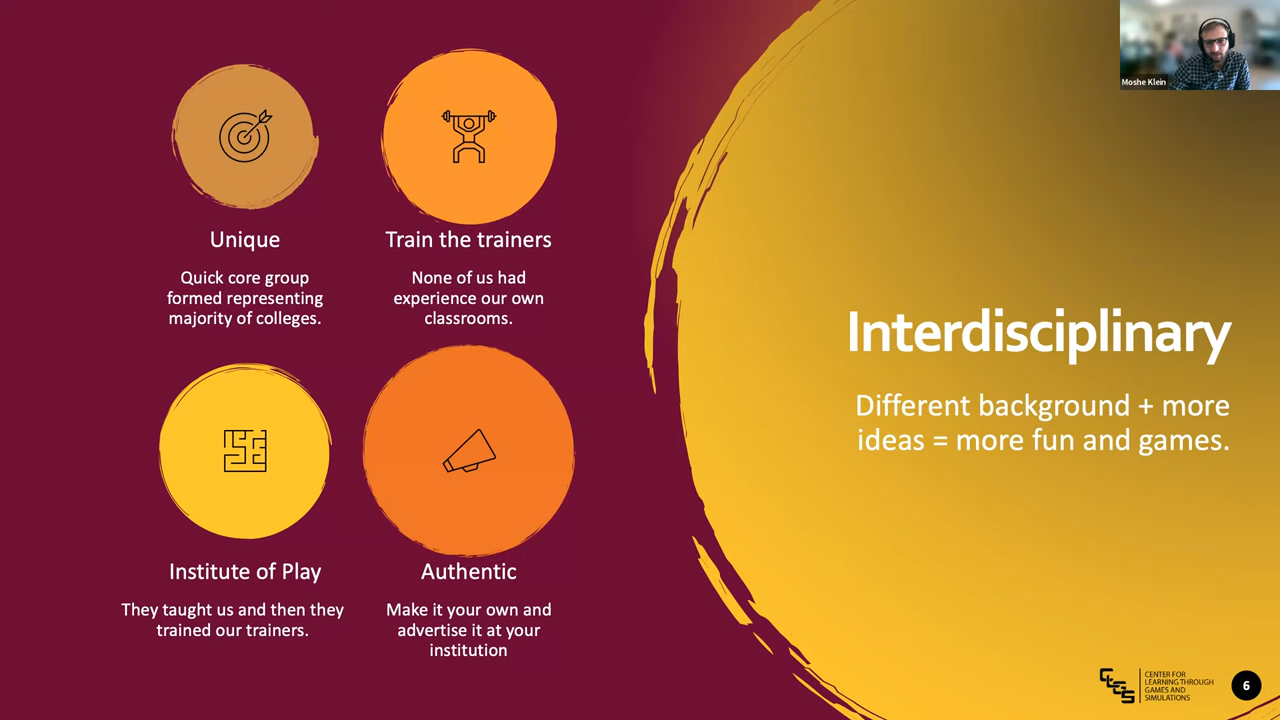 Moshe Klein
Unique
Quick core group
formed representing
majority of colleges.
Train the trainers
None of us had
experience our own
classrooms.
Institute of Play
They taught us and then they
trained our trainers.
Authentic
Make it your own and
advertise it at your
institution
Interdisciplinary
Different background + more
ideas = more fun and games.
CLGS
CENTER FOR
LEARNING THROUGH
GAMES AND
SIMULATIONS
6